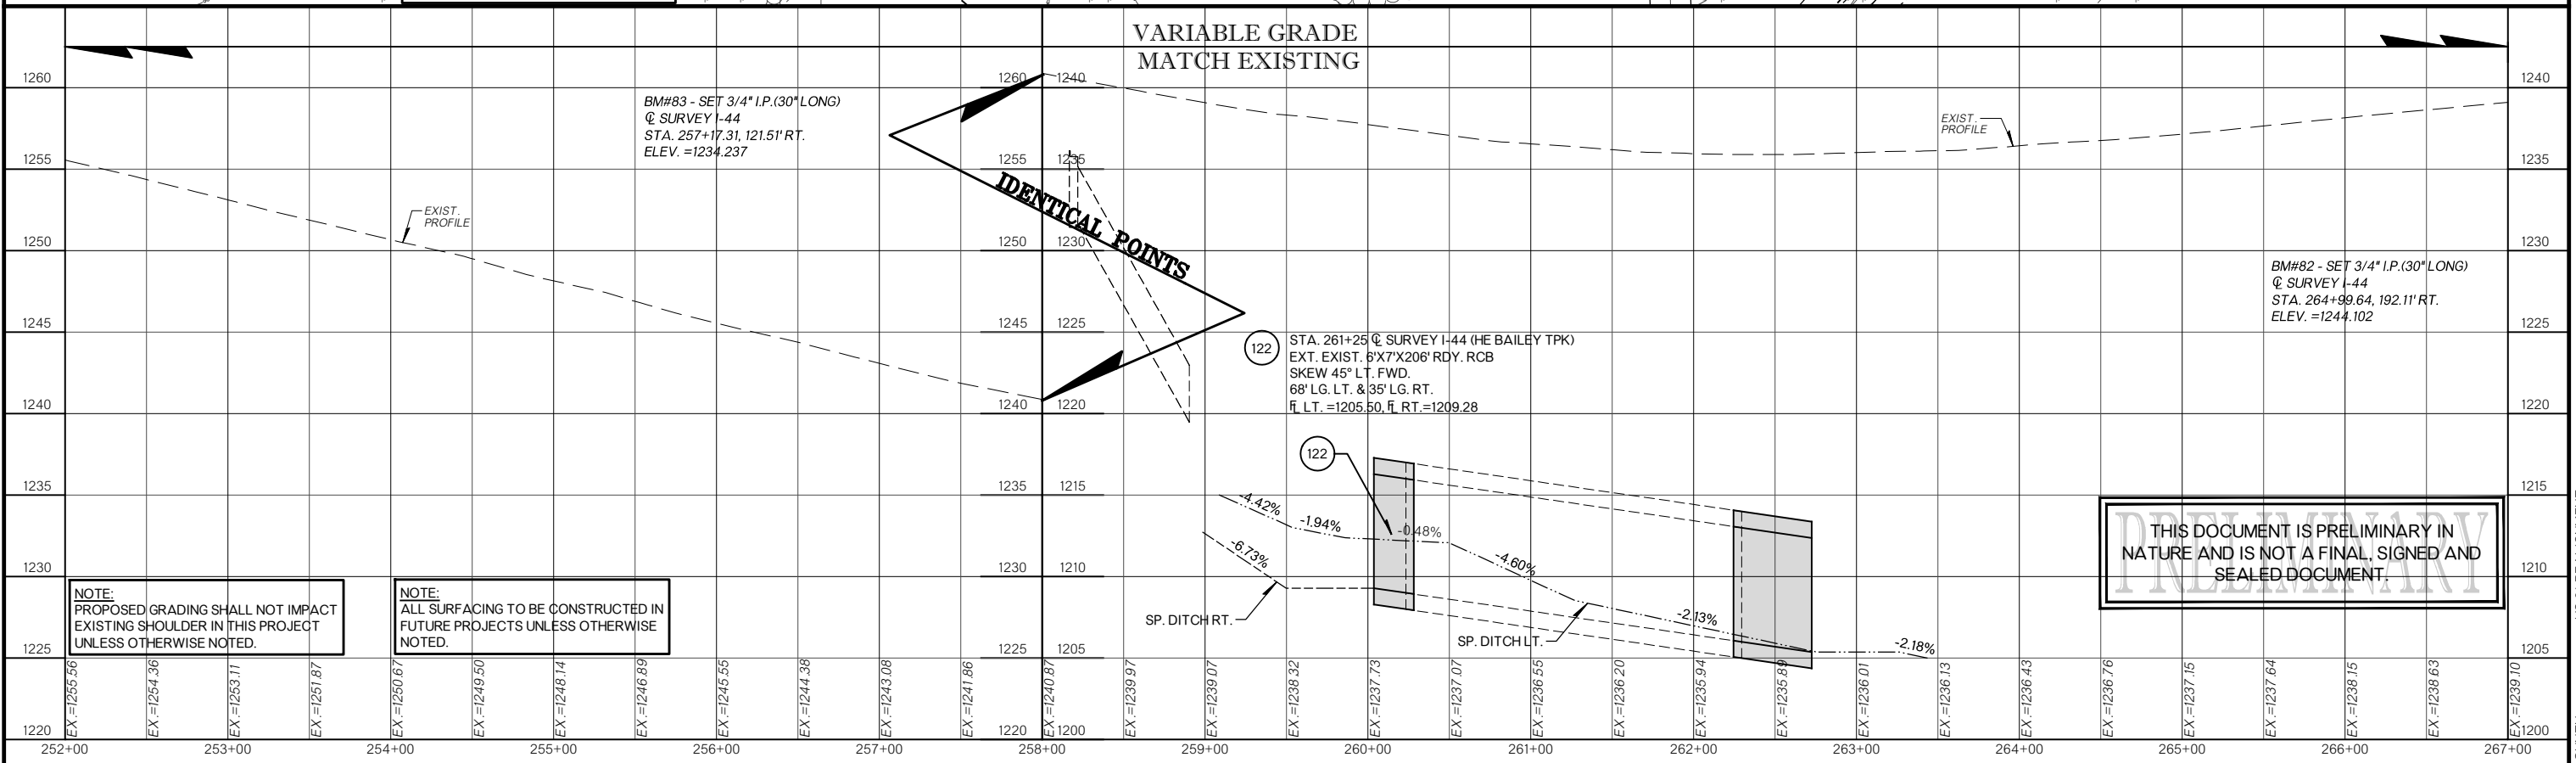 VARIABLE GRADE
MATCH EXISTING
1260
1260
1240
1240
BM#83 - SET 3/4" I.P.(30" LONG)
℄ SURVEY I-44
STA. 257+17.31, 121.51' RT.
ELEV. =1234.237
EXIST.
PROFILE
1255
1255
1235
1235
IDENTICAL POINTS
EXIST.
PROFILE
1250
1250
1230
1230
BM#82 - SET 3/4" I.P.(30" LONG)
℄ SURVEY I-44
STA. 264+99.64, 192.11' RT.
ELEV. =1244.102
1245
1245
1225
1225
122
STA. 261+25 ℄ SURVEY I-44 (HE BAILEY TPK)
EXT. EXIST. 6'X7'X206' RDY. RCB
SKEW 45° LT. FWD.
68' LG. LT. & 35' LG. RT.
FL LT. =1205.50, FL RT.=1209.28
1240
1240
1220
1220
122
1235
1235
1215
1215
-4.42%
-1.94%
-0.48%
-6.73%
-4.60%
-2.13%
-2.18%
SP. DITCH RT.
SP. DITCH LT.
PRELIMINARY
THIS DOCUMENT IS PRELIMINARY IN
NATURE AND IS NOT A FINAL, SIGNED AND
SEALED DOCUMENT.
1230
1230
1210
1210
NOTE:
PROPOSED GRADING SHALL NOT IMPACT
EXISTING SHOULDER IN THIS PROJECT
UNLESS OTHERWISE NOTED.
NOTE:
ALL SURFACING TO BE CONSTRUCTED IN
FUTURE PROJECTS UNLESS OTHERWISE
NOTED.
1225
1225
1205
1205
EX.=1255.56
EX.=1254.36
EX.=1253.11
EX.=1251.87
EX.=1250.67
EX.=1249.50
EX.=1248.14
EX.=1246.89
EX.=1245.55
EX.=1244.38
EX.=1243.08
EX.=1241.86
EX.=1240.87
EX.=1239.97
EX.=1239.07
EX.=1238.32
EX.=1237.73
EX.=1237.07
EX.=1236.55
EX.=1236.20
EX.=1235.94
EX.=1235.89
EX.=1236.01
EX.=1236.13
EX.=1236.43
EX.=1236.76
EX.=1237.15
EX.=1237.64
EX.=1238.15
EX.=1238.63
EX.=1239.10
1220
1220
1200
1200
252+00
253+00
254+00
255+00
256+00
257+00
258+00
259+00
260+00
261+00
262+00
263+00
264+00
265+00
266+00
267+00